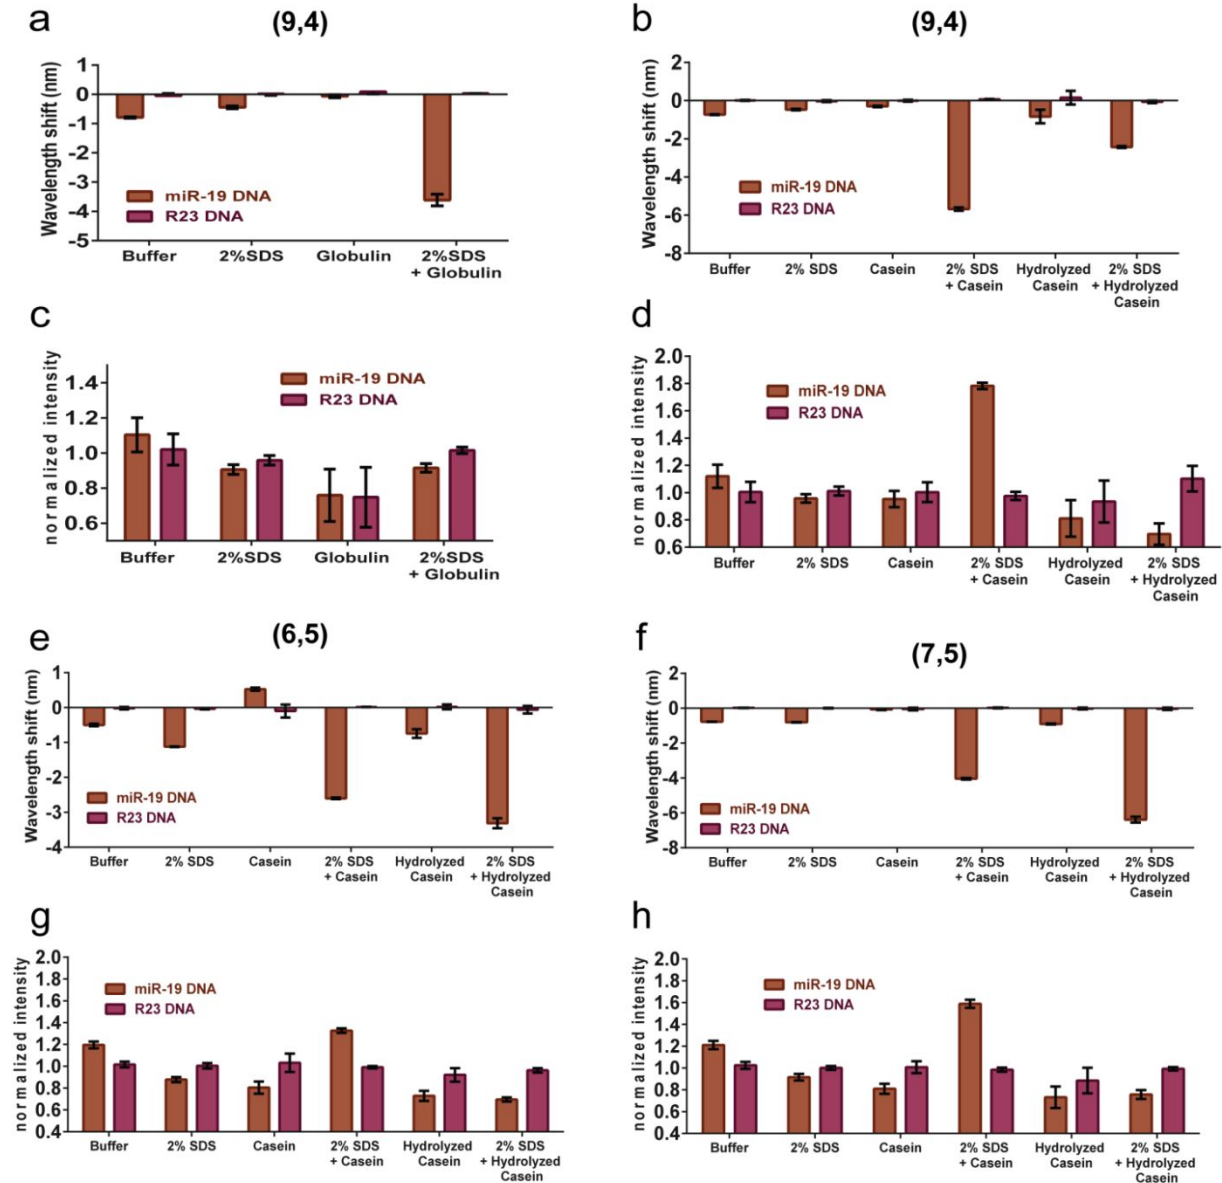 a
(9,4)
1
0
-1
-2
-3
-4
-5
Wavelength shift (nm)
miR-19 DNA
R23 DNA
Buffer 2%SDS Globulin 2%SDS
+ Globulin
b
(9,4)
2
0
-2
-4
-6
-8
Wavelength shift (nm)
miR-19 DNA
R23 DNA
Buffer 2% SDS Casein 2% SDS Hydrolyzed 2% SDS
+ Casein Casein + Hydrolyzed
Casein
c
1.4
1.2
1.0
0.8
0.6
normalized intensity
miR-19 DNA
R23 DNA
Buffer 2%SDS Globulin 2%SDS
+ Globulin
d
2.0
1.8
1.6
1.4
1.2
1.0
0.8
0.6
normalized intensity
miR-19 DNA
R23 DNA
Buffer 2% SDS Casein 2% SDS Hydrolyzed 2% SDS
+ Casein Casein + Hydrolyzed
Casein
e
(6,5)
1
0
-1
-2
-3
-4
Wavelength shift (nm)
miR-19 DNA
R23 DNA
Buffer 2% SDS Casein 2% SDS Hydrolyzed 2% SDS
+ Casein Casein + Hydrolyzed
Casein
f
(7,5)
2
0
-2
-4
-6
-8
Wavelength shift (nm)
miR-19 DNA
R23 DNA
Buffer 2% SDS Casein 2% SDS Hydrolyzed 2% SDS
+ Casein Casein + Hydrolyzed
Casein
g
2.0
1.8
1.6
1.4
1.2
1.0
0.8
0.6
0.4
normalized intensity
miR-19 DNA
R23 DNA
Buffer 2% SDS Casein 2% SDS Hydrolyzed 2% SDS
+ Casein Casein + Hydrolyzed
Casein
h
2.0
1.8
1.6
1.4
1.2
1.0
0.8
0.6
0.4
normalized intensity
miR-19 DNA
R23 DNA
Buffer 2% SDS Casein 2% SDS Hydrolyzed 2% SDS
+ Casein Casein + Hydrolyzed
Casein